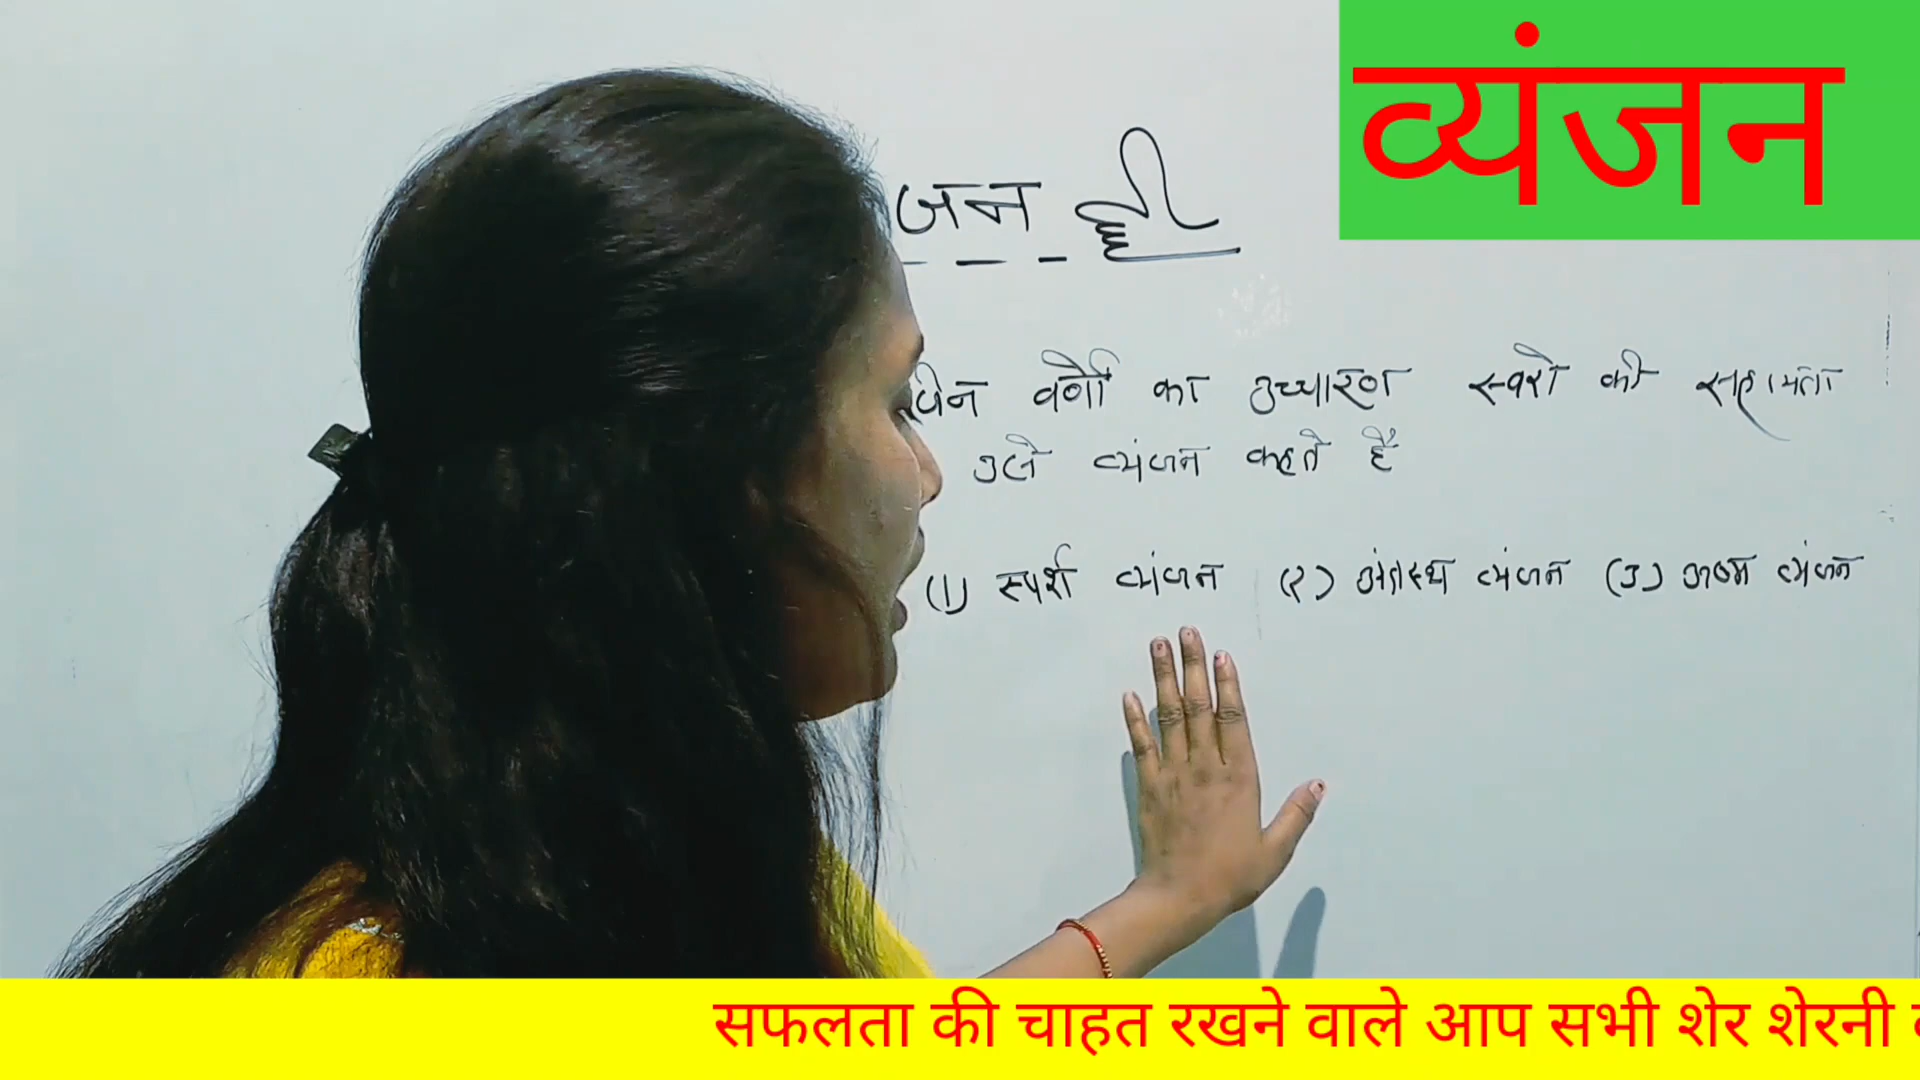 व्यंजन
जन
जिन वर्णों का उच्चारण स्वरों की सहायता
उसे व्यंजन कहते हैं
(1) स्पर्श व्यंजन (२) अंतस्थ व्यंजन (3) ऊष्म व्यंजन
सफलता की चाहत रखने वाले आप सभी शेर शेरनी